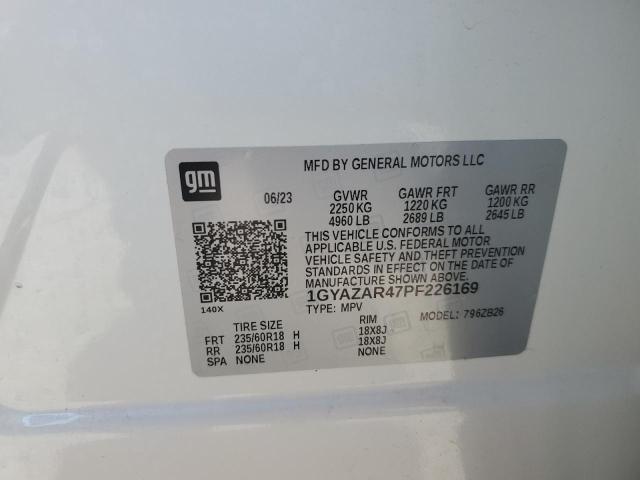 gm
MFD BY GENERAL MOTORS LLC
06/23 GVWR GAWR FRT GAWR RR
2250 KG 1220 KG 1200 KG
4960 LB 2689 LB 2645 LB
THIS VEHICLE CONFORMS TO ALL
APPLICABLE U.S. FEDERAL MOTOR
VEHICLE SAFETY AND THEFT
PREVENTION STANDARDS IN EFFECT ON
THE DATE OF MANUFACTURE SHOWN ABOVE.
1GYAZAR47PF226169
140X TYPE: MPV MODEL: 796ZB26
TIRE SIZE RIM
FRT 235/60R18 H 18X8J
RR 235/60R18 H 18X8J
SPA NONE NONE